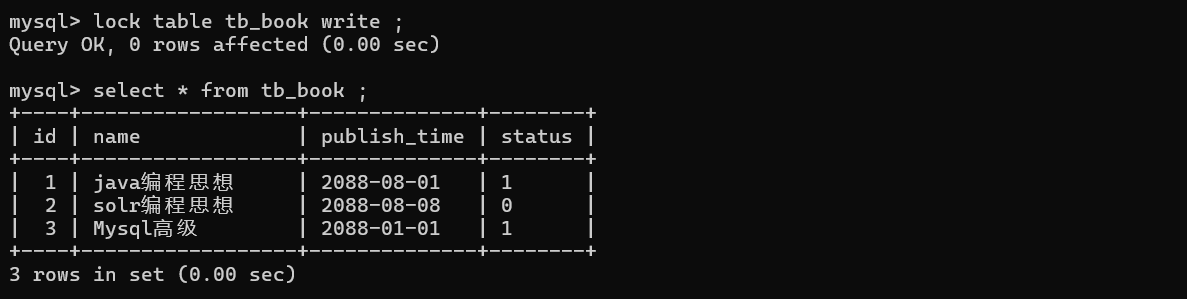 mysql> lock table tb_book write ;
Query OK, 0 rows affected (0.00 sec)
mysql> select * from tb_book ;
+----+------------------+--------------+--------+
| id | name             | publish_time | status |
+----+------------------+--------------+--------+
|  1 | java编程思想     | 2088-08-01   | 1      |
|  2 | solr编程思想     | 2088-08-08   | 0      |
|  3 | Mysql高级        | 2088-01-01   | 1      |
+----+------------------+--------------+--------+
3 rows in set (0.00 sec)